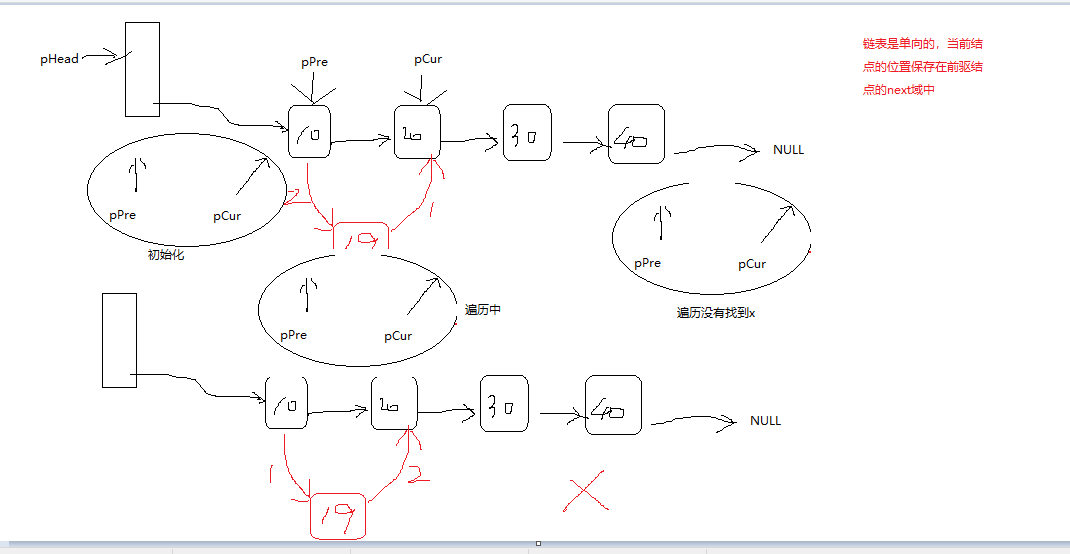 链表是单向的，当前结
点的位置保存在前驱结
点的next域中
pHead
pPre
pCur
10
20
30
40
NULL
2
1
19
pPre
pCur
初始化
pPre
pCur
遍历中
pPre
pCur
遍历没有找到x
10
20
30
40
NULL
1
2
19